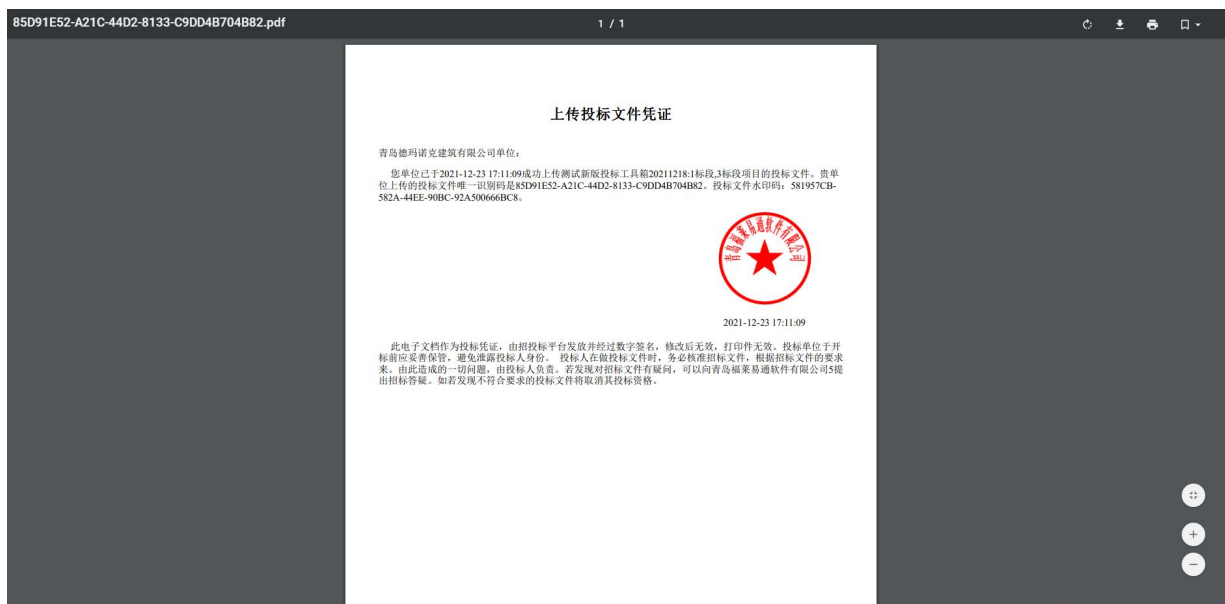 85D91E52-A21C-44D2-8133-C9DD4B704B82.pdf
1 / 1
上传投标文件凭证
青岛德玛诺克建筑有限公司单位：
您单位已于2021-12-23 17:11:09成功上传测试新版投标工具箱20211218:1标段,3标段项目的投标文件。贵单
位上传的投标文件唯一识别码是85D91E52-A21C-44D2-8133-C9DD4B704B82。投标文件水印码：581957CB-
582A-44EE-90BC-92A500666BC8。
青岛福莱易通软件有限公司
2021-12-23 17:11:09
此电子文档作为投标凭证，由招投标平台发放并经过数字签名，修改后无效，打印件无效。投标单位于开
标前应妥善保管，避免泄露投标人身份。 投标人在做投标文件时，务必核准招标文件，根据招标文件的要求
来。由此造成的一切问题，由投标人负责。若发现对招标文件有疑问，可以向青岛福莱易通软件有限公司5提
出招标答疑。如若发现不符合要求的投标文件将取消其投标资格。